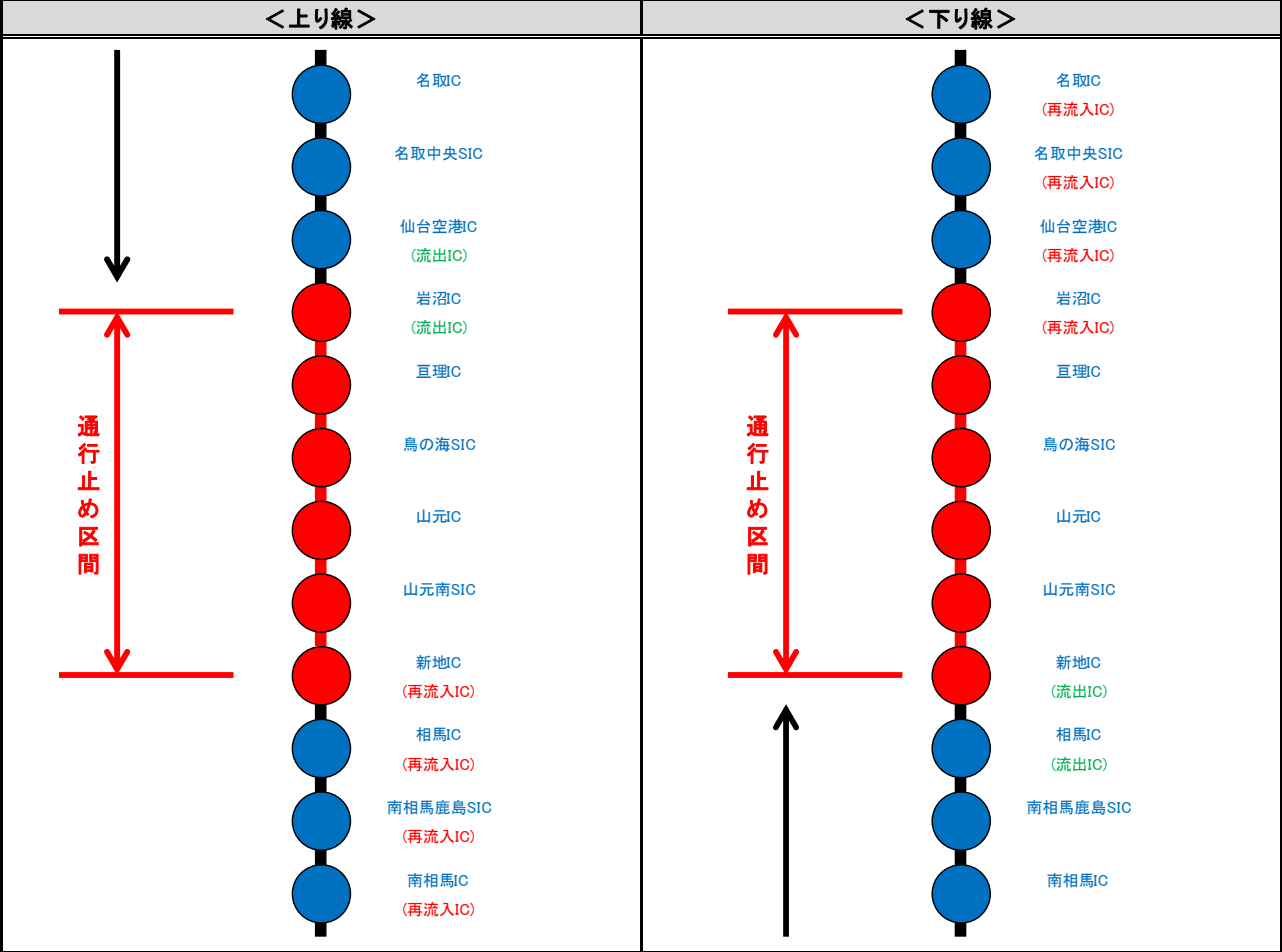 ＜上り線＞
名取IC
名取中央SIC
仙台空港IC
(流出IC)
岩沼IC
(流出IC)
亘理IC
鳥の海SIC
山元IC
山元南SIC
新地IC
(再流入IC)
相馬IC
(再流入IC)
南相馬鹿島SIC
(再流入IC)
南相馬IC
(再流入IC)
通行止め区間
＜下り線＞
名取IC
(再流入IC)
名取中央SIC
(再流入IC)
仙台空港IC
(再流入IC)
岩沼IC
(再流入IC)
亘理IC
鳥の海SIC
山元IC
山元南SIC
新地IC
(流出IC)
相馬IC
(流出IC)
南相馬鹿島SIC
南相馬IC
通行止め区間